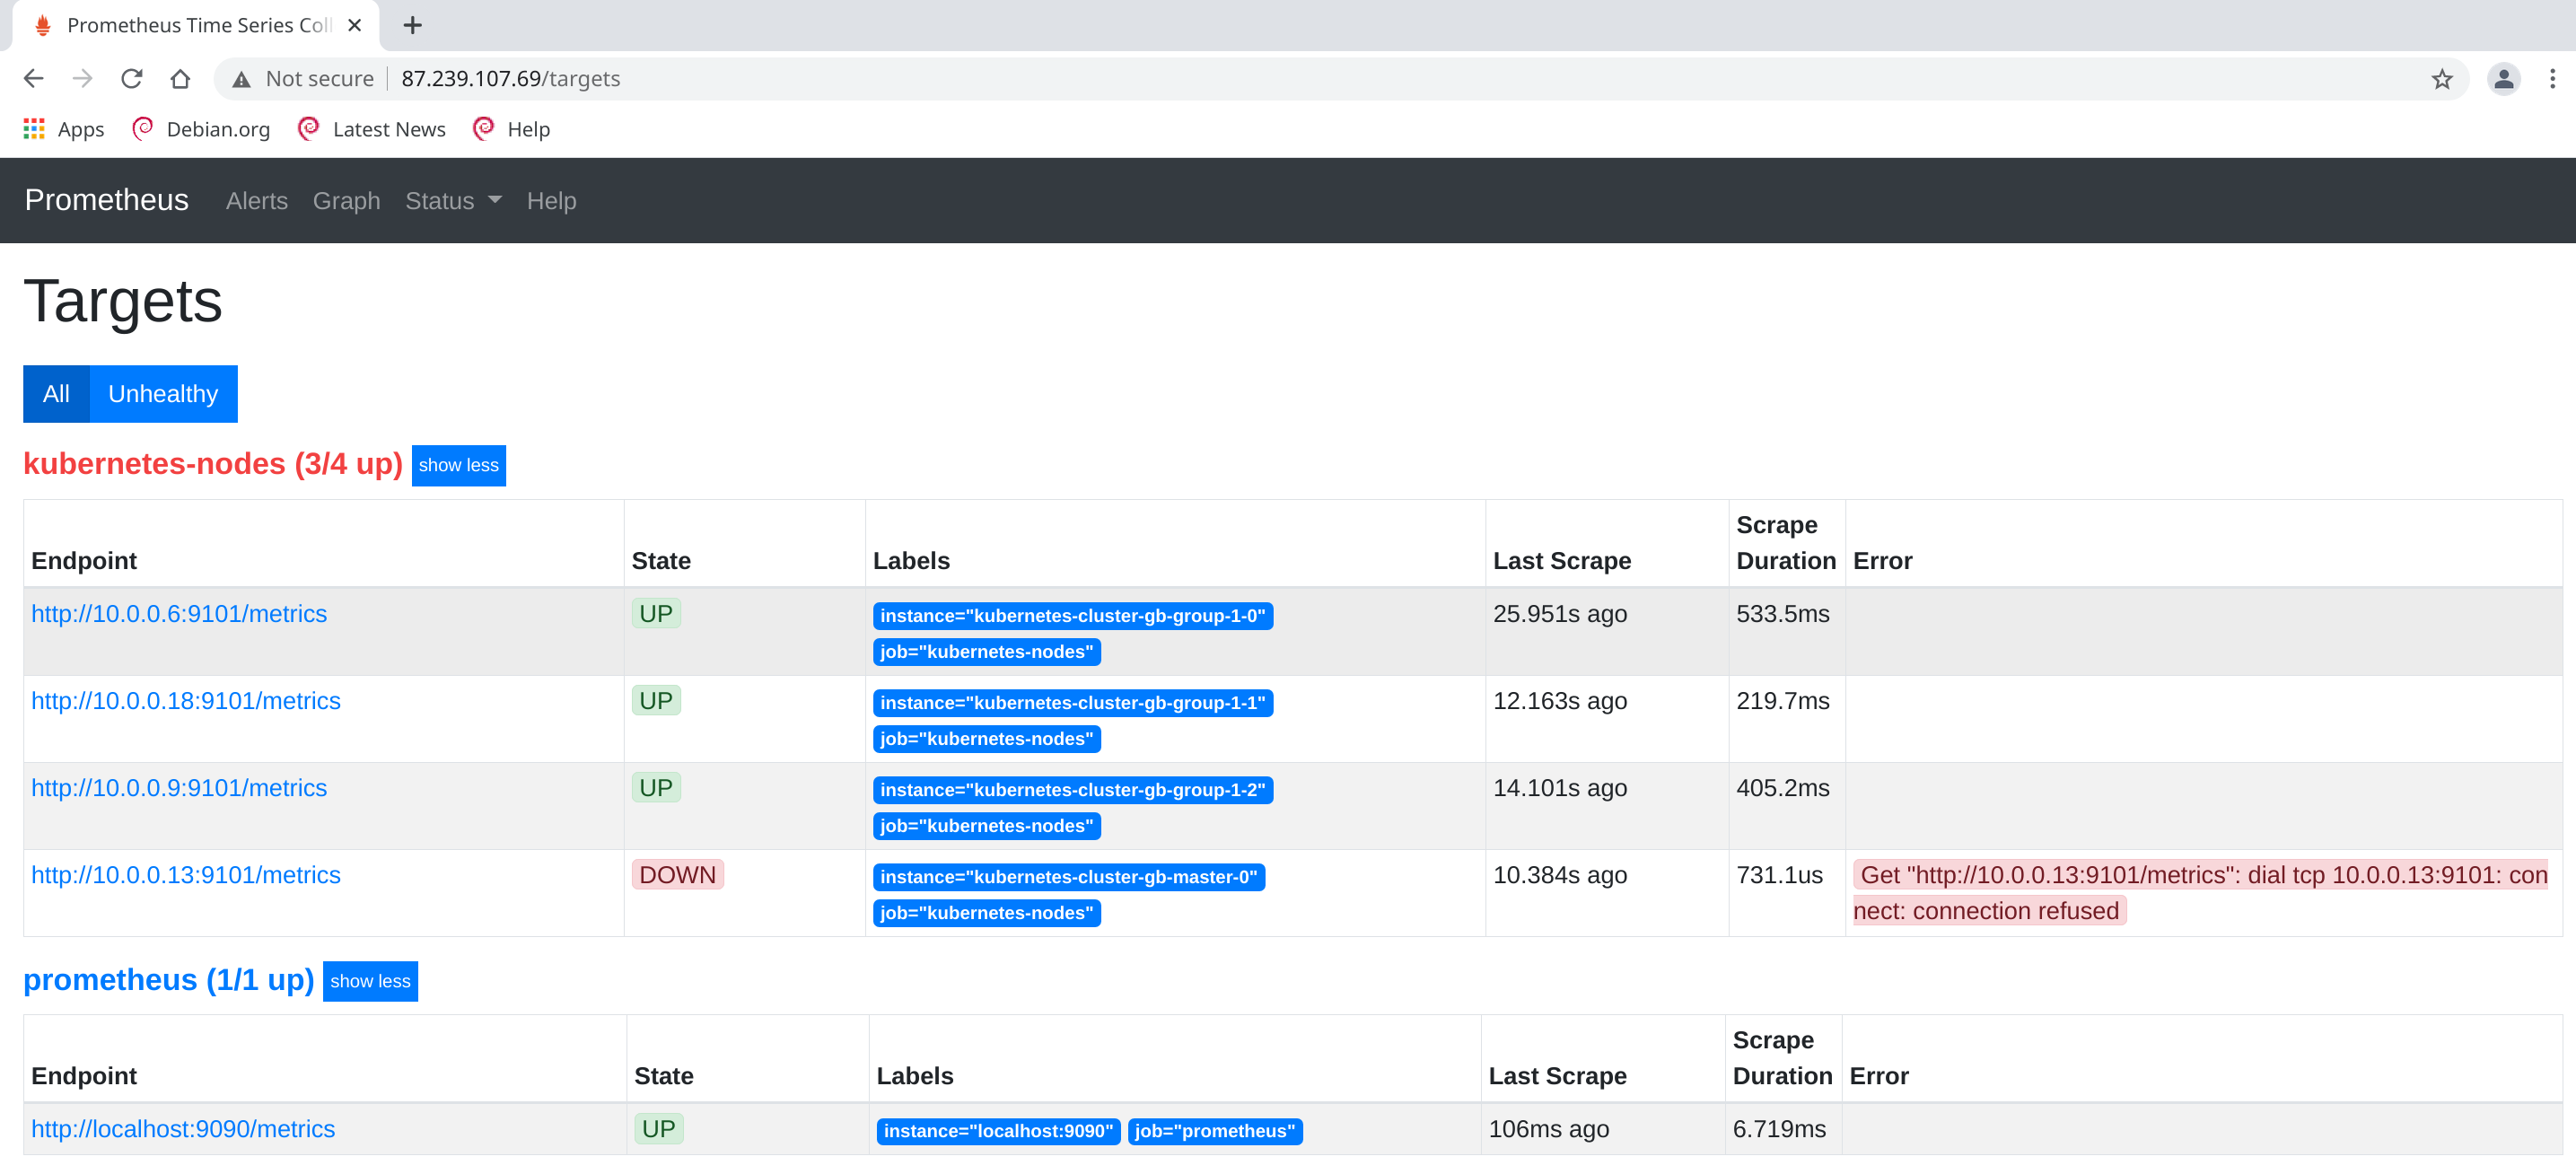 Prometheus Time Series Coll
Not secure 87.239.107.69/targets
Apps Debian.org Latest News Help
Prometheus Alerts Graph Status Help
Targets
All Unhealthy
kubernetes-nodes (3/4 up) show less
Endpoint State Labels Last Scrape Scrape Duration Error
http://10.0.0.6:9101/metrics UP instance="kubernetes-cluster-gb-group-1-0" 25.951s ago 533.5ms
job="kubernetes-nodes"
http://10.0.0.18:9101/metrics UP instance="kubernetes-cluster-gb-group-1-1" 12.163s ago 219.7ms
job="kubernetes-nodes"
http://10.0.0.9:9101/metrics UP instance="kubernetes-cluster-gb-group-1-2" 14.101s ago 405.2ms
job="kubernetes-nodes"
http://10.0.0.13:9101/metrics DOWN instance="kubernetes-cluster-gb-master-0" 10.384s ago 731.1us Get "http://10.0.0.13:9101/metrics": dial tcp 10.0.0.13:9101: con
job="kubernetes-nodes" nect: connection refused
prometheus (1/1 up) show less
Endpoint State Labels Last Scrape Scrape Duration Error
http://localhost:9090/metrics UP instance="localhost:9090" job="prometheus" 106ms ago 6.719ms